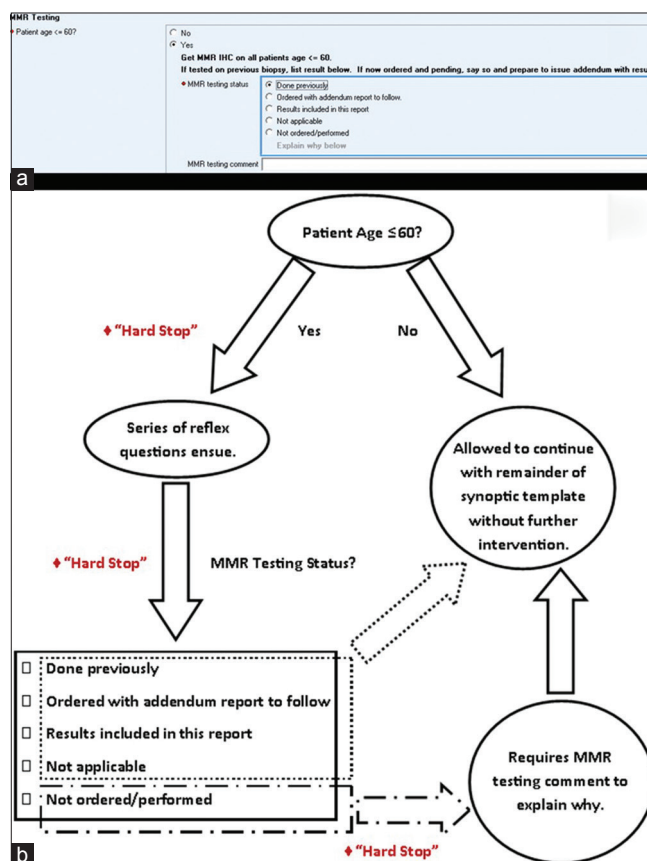 MMR Testing
♦ Patient age <= 60?
No
Yes
Get MMR IHC on all patients age <= 60.
If tested on previous biopsy, list result below. If now ordered and pending, say so and prepare to issue addendum with resu
♦ MMR testing status
Done previously
Ordered with addendum report to follow.
Results included in this report
Not applicable
Not ordered/performed
Explain why below
MMR testing comment
a
Patient Age ≤60?
♦ "Hard Stop"
Yes
No
Series of reflex
questions ensue.
Allowed to continue
with remainder of
synoptic template
without further
intervention.
♦ "Hard Stop"
MMR Testing Status?
Done previously
Ordered with addendum report to follow
Results included in this report
Not applicable
Not ordered/performed
Requires MMR
testing comment to
explain why.
♦ "Hard Stop"
b